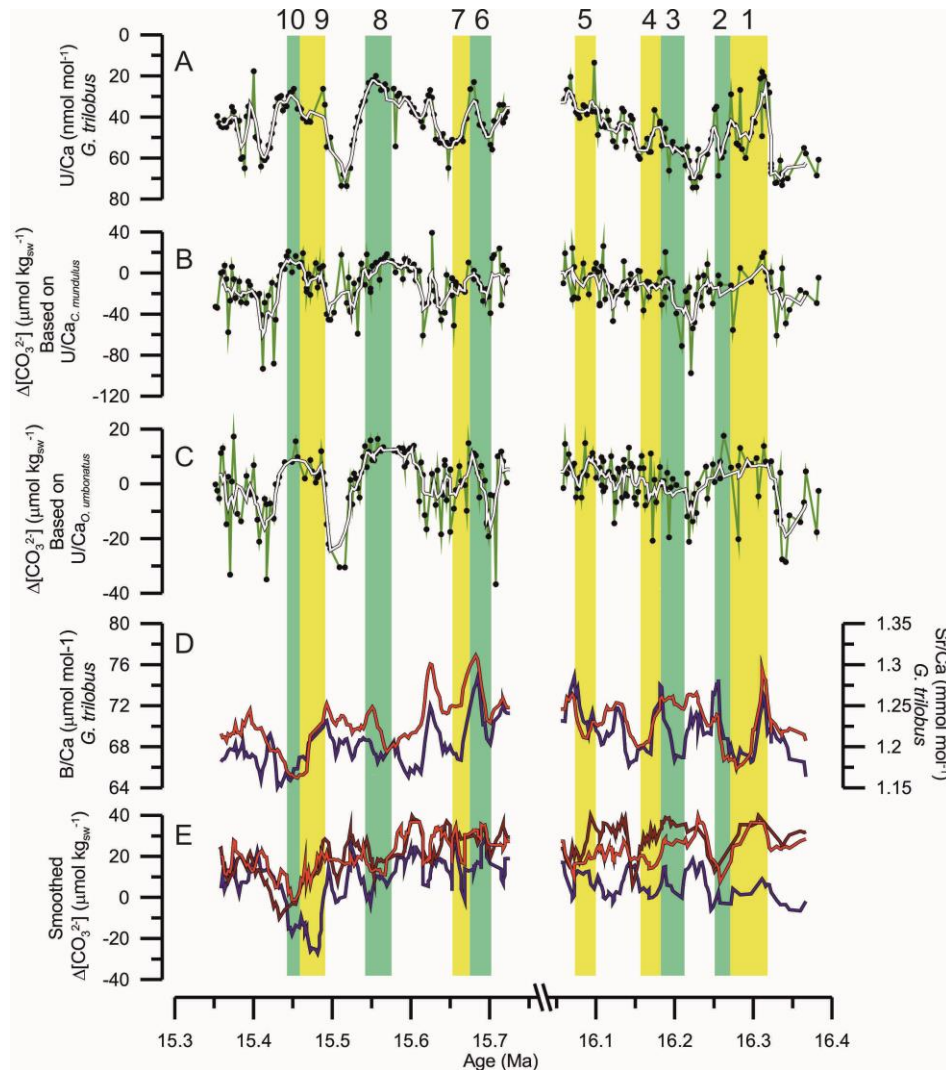 10 9 8 7 6 5 4 3 2 1
A
U/Ca (nmol mol⁻¹)
G. trilobus
0
20
40
60
80
B
Δ[CO₃²⁻] (μmol kgsw⁻¹)
Based on
U/CaC. mundulus
40
0
-40
-80
-120
C
Δ[CO₃²⁻] (μmol kgsw⁻¹)
Based on
U/CaO. umbonatus
20
0
-20
-40
D
B/Ca (μmol mol-1)
G. trilobus
80
76
72
68
64
1.35
1.3
1.25
1.2
1.15
Sr/Ca (mmol mol⁻¹)
G. trilobus
E
Smoothed
Δ[CO₃²⁻] (μmol kgsw⁻¹)
40
20
0
-20
-40
15.3 15.4 15.5 15.6 15.7 16.1 16.2 16.3 16.4
Age (Ma)